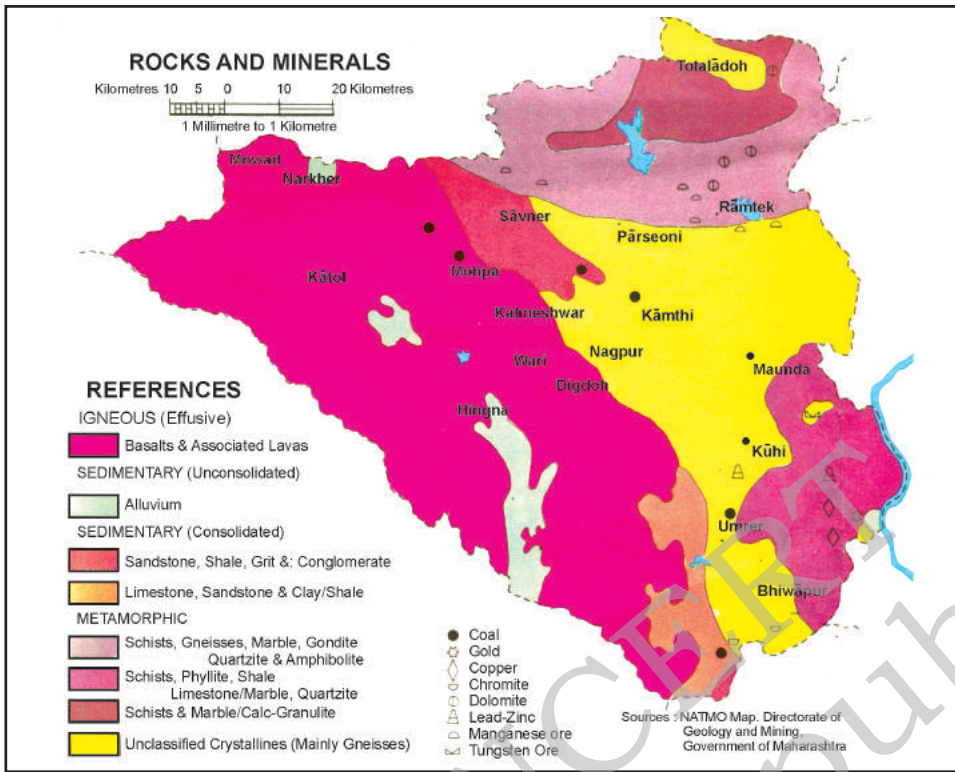 ROCKS AND MINERALS
Kilometres 10 5 0 10 20 Kilometres
1 Millimetre to 1 Kilometre
Totalādoh
Mowad
Narkher
Rāmtek
Sāvner
Pārseoni
Kātol
Mohpa
Kalmeshwar
Kāmthi
Nagpur
Wari
Maunda
Digdoh
Hingna
Kūhi
Umrer
Bhiwāpur
REFERENCES
IGNEOUS (Effusive)
Basalts & Associated Lavas
SEDIMENTARY (Unconsolidated)
Alluvium
SEDIMENTARY (Consolidated)
Sandstone, Shale, Grit &: Conglomerate
Limestone, Sandstone & Clay/Shale
METAMORPHIC
Schists, Gneisses, Marble, Gondite
Quartzite & Amphibolite
Schists, Phyllite, Shale
Limestone/Marble, Quartzite
Schists & Marble/Calc-Granulite
Unclassified Crystallines (Mainly Gneisses)
Coal
Gold
Copper
Chromite
Dolomite
Lead-Zinc
Manganese ore
Tungsten Ore
Sources : NATMO Map. Directorate of
Geology and Mining,
Government of Maharashtra
NCERT